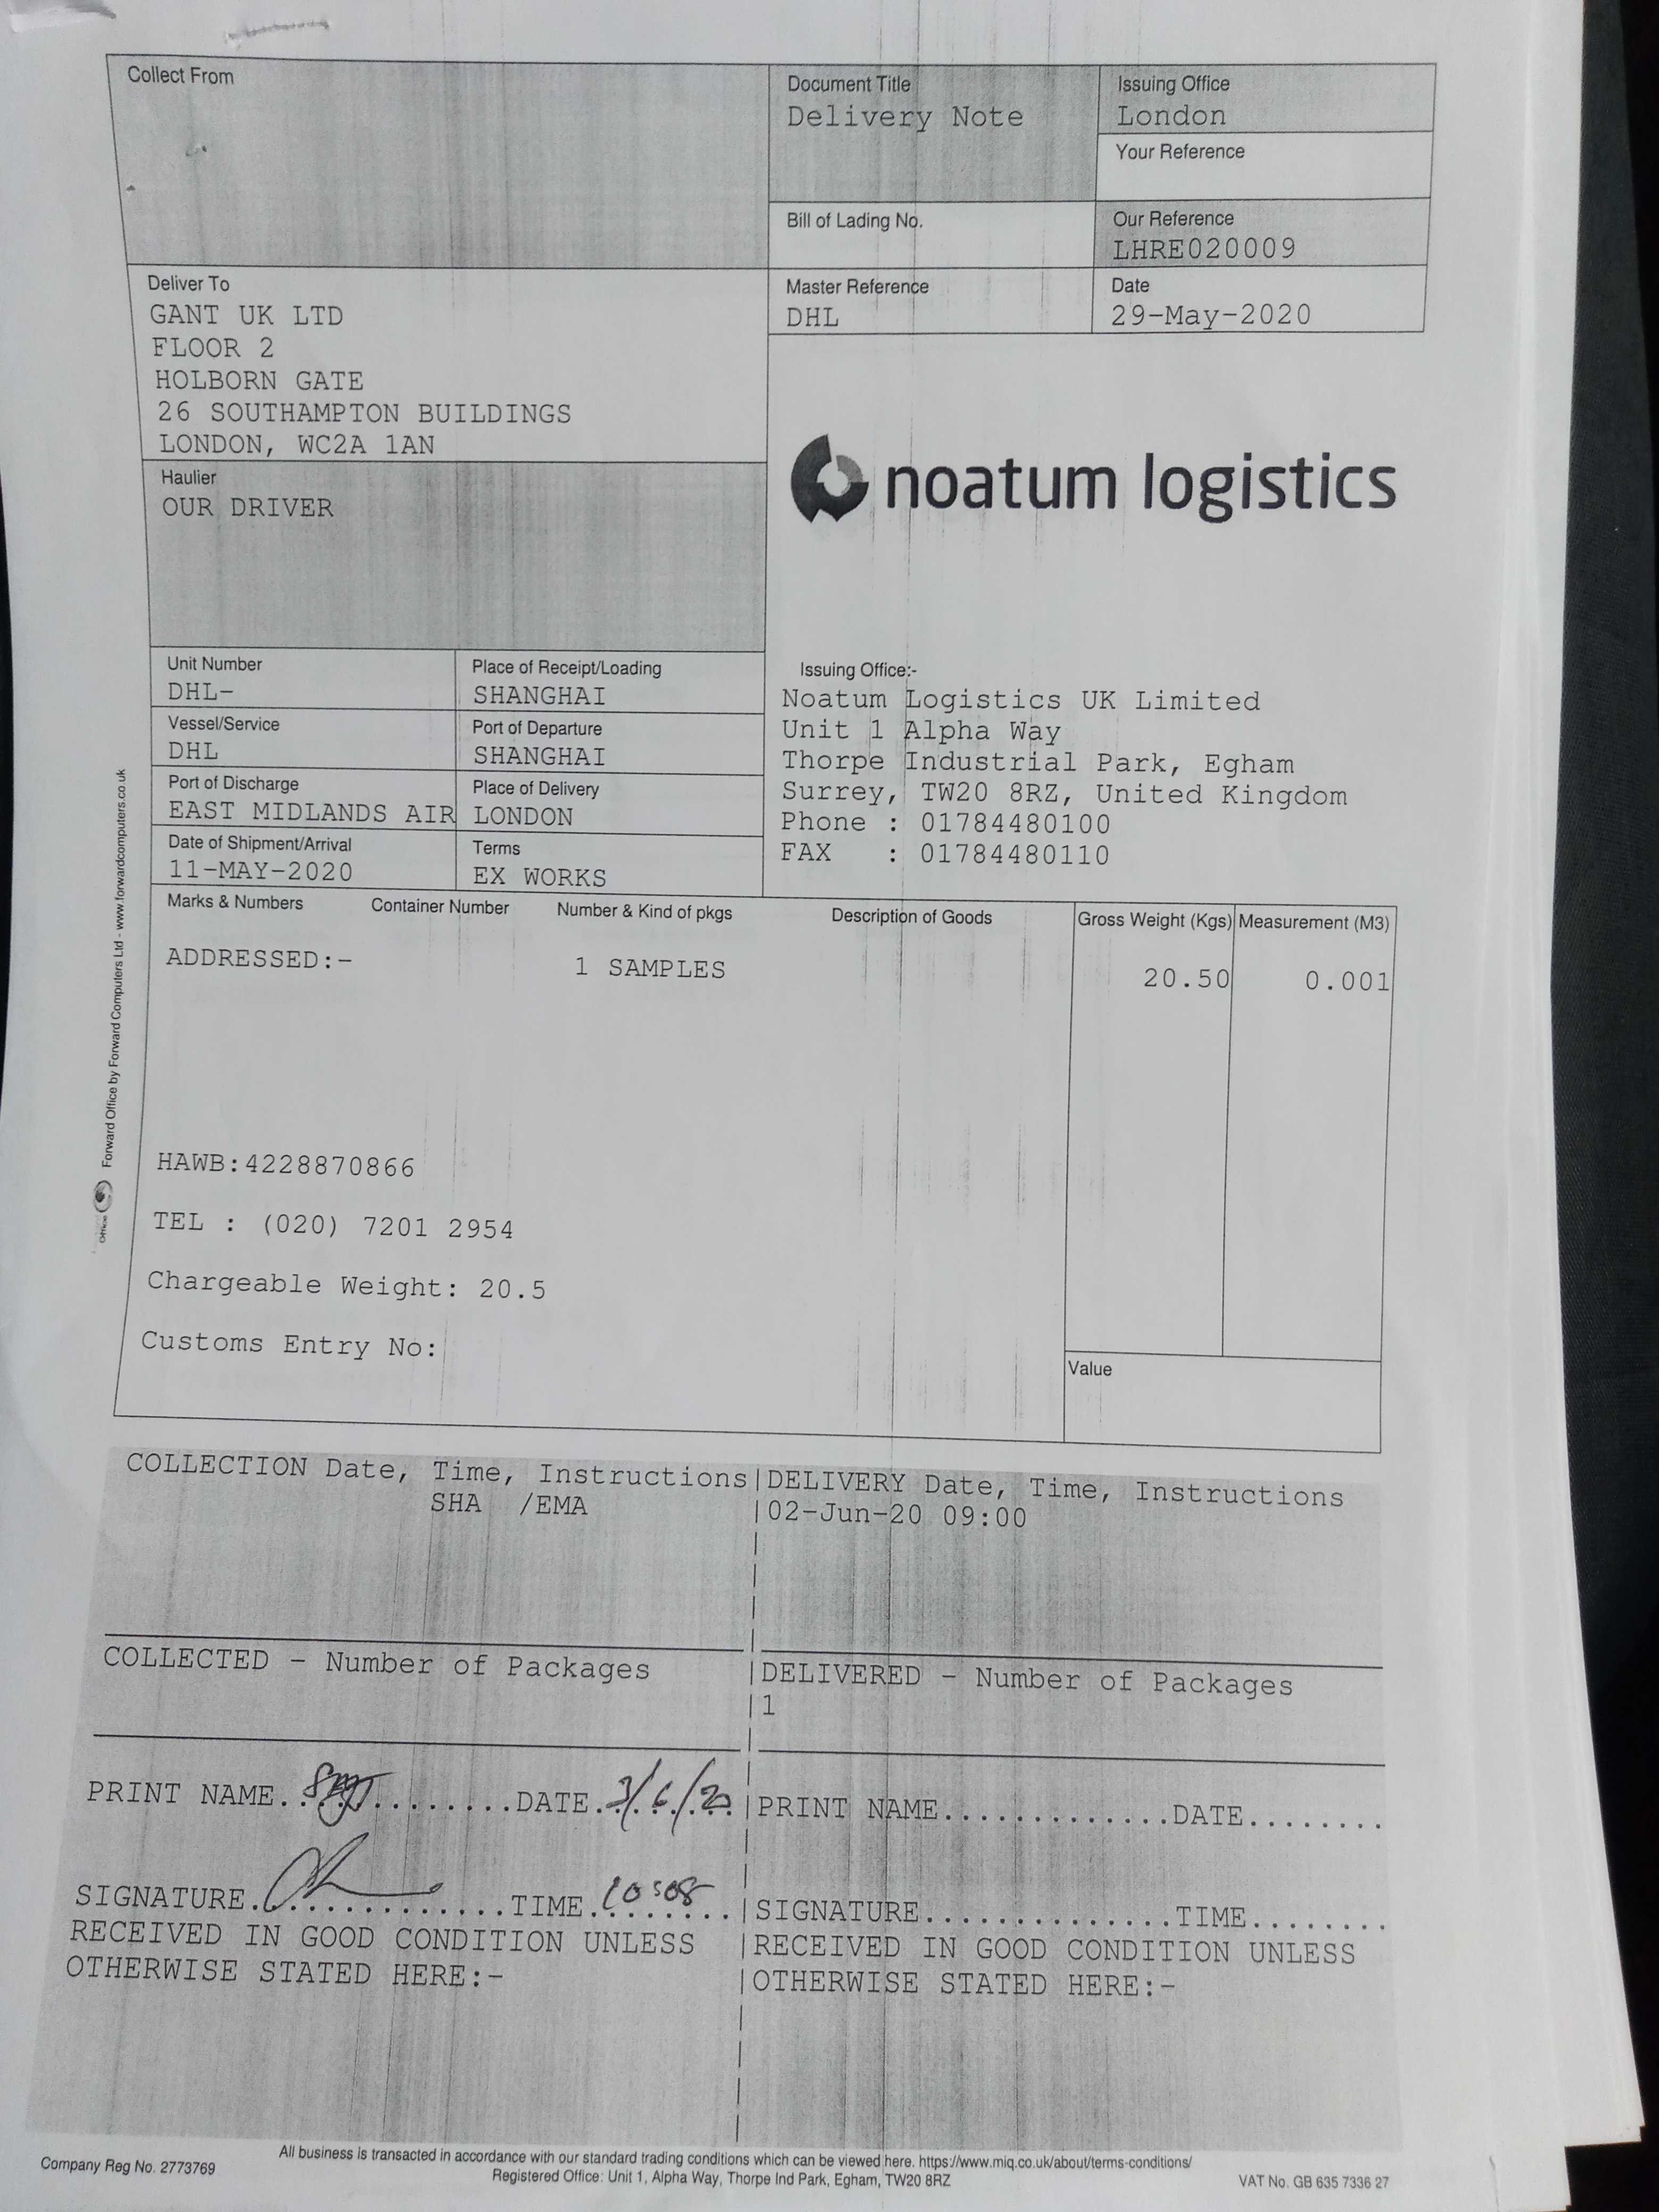 Collect From
Document Title
Delivery Note
Issuing Office
London
Your Reference
Bill of Lading No.
Our Reference
LHRE020009
Deliver To
GANT UK LTD
FLOOR 2
HOLBORN GATE
26 SOUTHAMPTON BUILDINGS
LONDON, WC2A 1AN
Master Reference
DHL
Date
29-May-2020
Haulier
OUR DRIVER
noatum logistics
Unit Number
DHL-
Place of Receipt/Loading
SHANGHAI
Vessel/Service
DHL
Port of Departure
SHANGHAI
Port of Discharge
EAST MIDLANDS AIR
Place of Delivery
LONDON
Date of Shipment/Arrival
11-MAY-2020
Terms
EX WORKS
Issuing Office:-
Noatum Logistics UK Limited
Unit 1 Alpha Way
Thorpe Industrial Park, Egham
Surrey, TW20 8RZ, United Kingdom
Phone : 01784480100
FAX : 01784480110
Marks & Numbers Container Number Number & Kind of pkgs Description of Goods Gross Weight (Kgs) Measurement (M3)
ADDRESSED:- 1 SAMPLES 20.50 0.001
HAWB:4228870866
TEL : (020) 7201 2954
Chargeable Weight: 20.5
Customs Entry No:
Value
Forward Office by Forward Computers Ltd - www.forwardcomputers.co.uk
COLLECTION Date, Time, Instructions|DELIVERY Date, Time, Instructions
SHA /EMA |02-Jun-20 09:00
COLLECTED - Number of Packages |DELIVERED - Number of Packages
|1
PRINT NAME.............DATE 3/6/20 |PRINT NAME.............DATE........
SIGNATURE..............TIME 10:08 |SIGNATURE..............TIME........
RECEIVED IN GOOD CONDITION UNLESS |RECEIVED IN GOOD CONDITION UNLESS
OTHERWISE STATED HERE:- |OTHERWISE STATED HERE:-
All business is transacted in accordance with our standard trading conditions which can be viewed here. https://www.miq.co.uk/about/terms-conditions/
Company Reg No. 2773769 Registered Office: Unit 1, Alpha Way, Thorpe Ind Park, Egham, TW20 8RZ VAT No. GB 635 7336 27